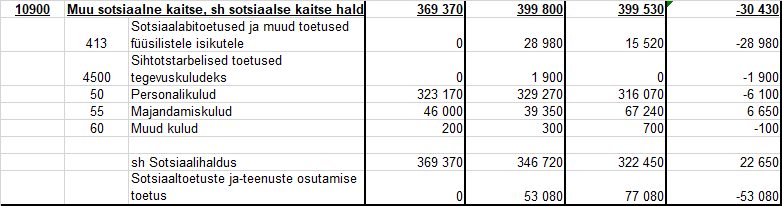 10900 Muu sotsiaalne kaitse, sh sotsiaalse kaitse hald 369 370 399 800 399 530 -30 430
Sotsiaalabitoetused ja muud toetused
413 füüsilistele isikutele 0 28 980 15 520 -28 980
Sihtotstarbelised toetused
4500 tegevuskuludeks 0 1 900 0 -1 900
50 Personalikulud 323 170 329 270 316 070 -6 100
55 Majandamiskulud 46 000 39 350 67 240 6 650
60 Muud kulud 200 300 700 -100
sh Sotsiaalhaldus 369 370 346 720 322 450 22 650
Sotsiaaltoetuste ja-teenuste osutamise
toetus 0 53 080 77 080 -53 080